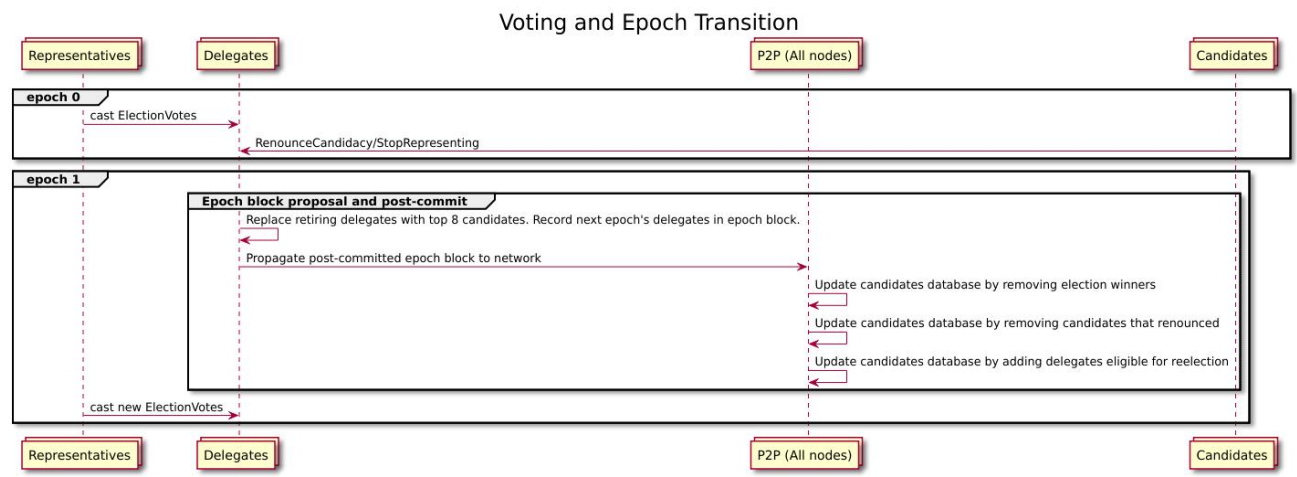 Voting and Epoch Transition
Representatives
Delegates
P2P (All nodes)
Candidates
epoch 0
cast ElectionVotes
RenounceCandidacy/StopRepresenting
epoch 1
Epoch block proposal and post-commit
Replace retiring delegates with top 8 candidates. Record next epoch's delegates in epoch block.
Propagate post-committed epoch block to network
Update candidates database by removing election winners
Update candidates database by removing candidates that renounced
Update candidates database by adding delegates eligible for reelection
cast new ElectionVotes
Representatives
Delegates
P2P (All nodes)
Candidates